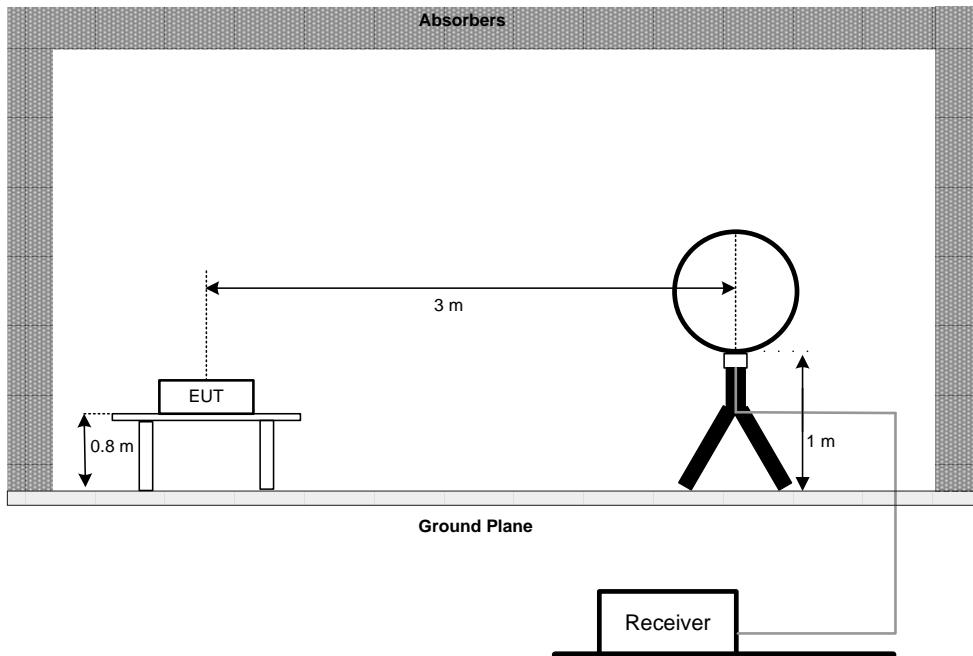 Absorbers
3 m
EUT
0.8 m
1 m
Ground Plane
Receiver